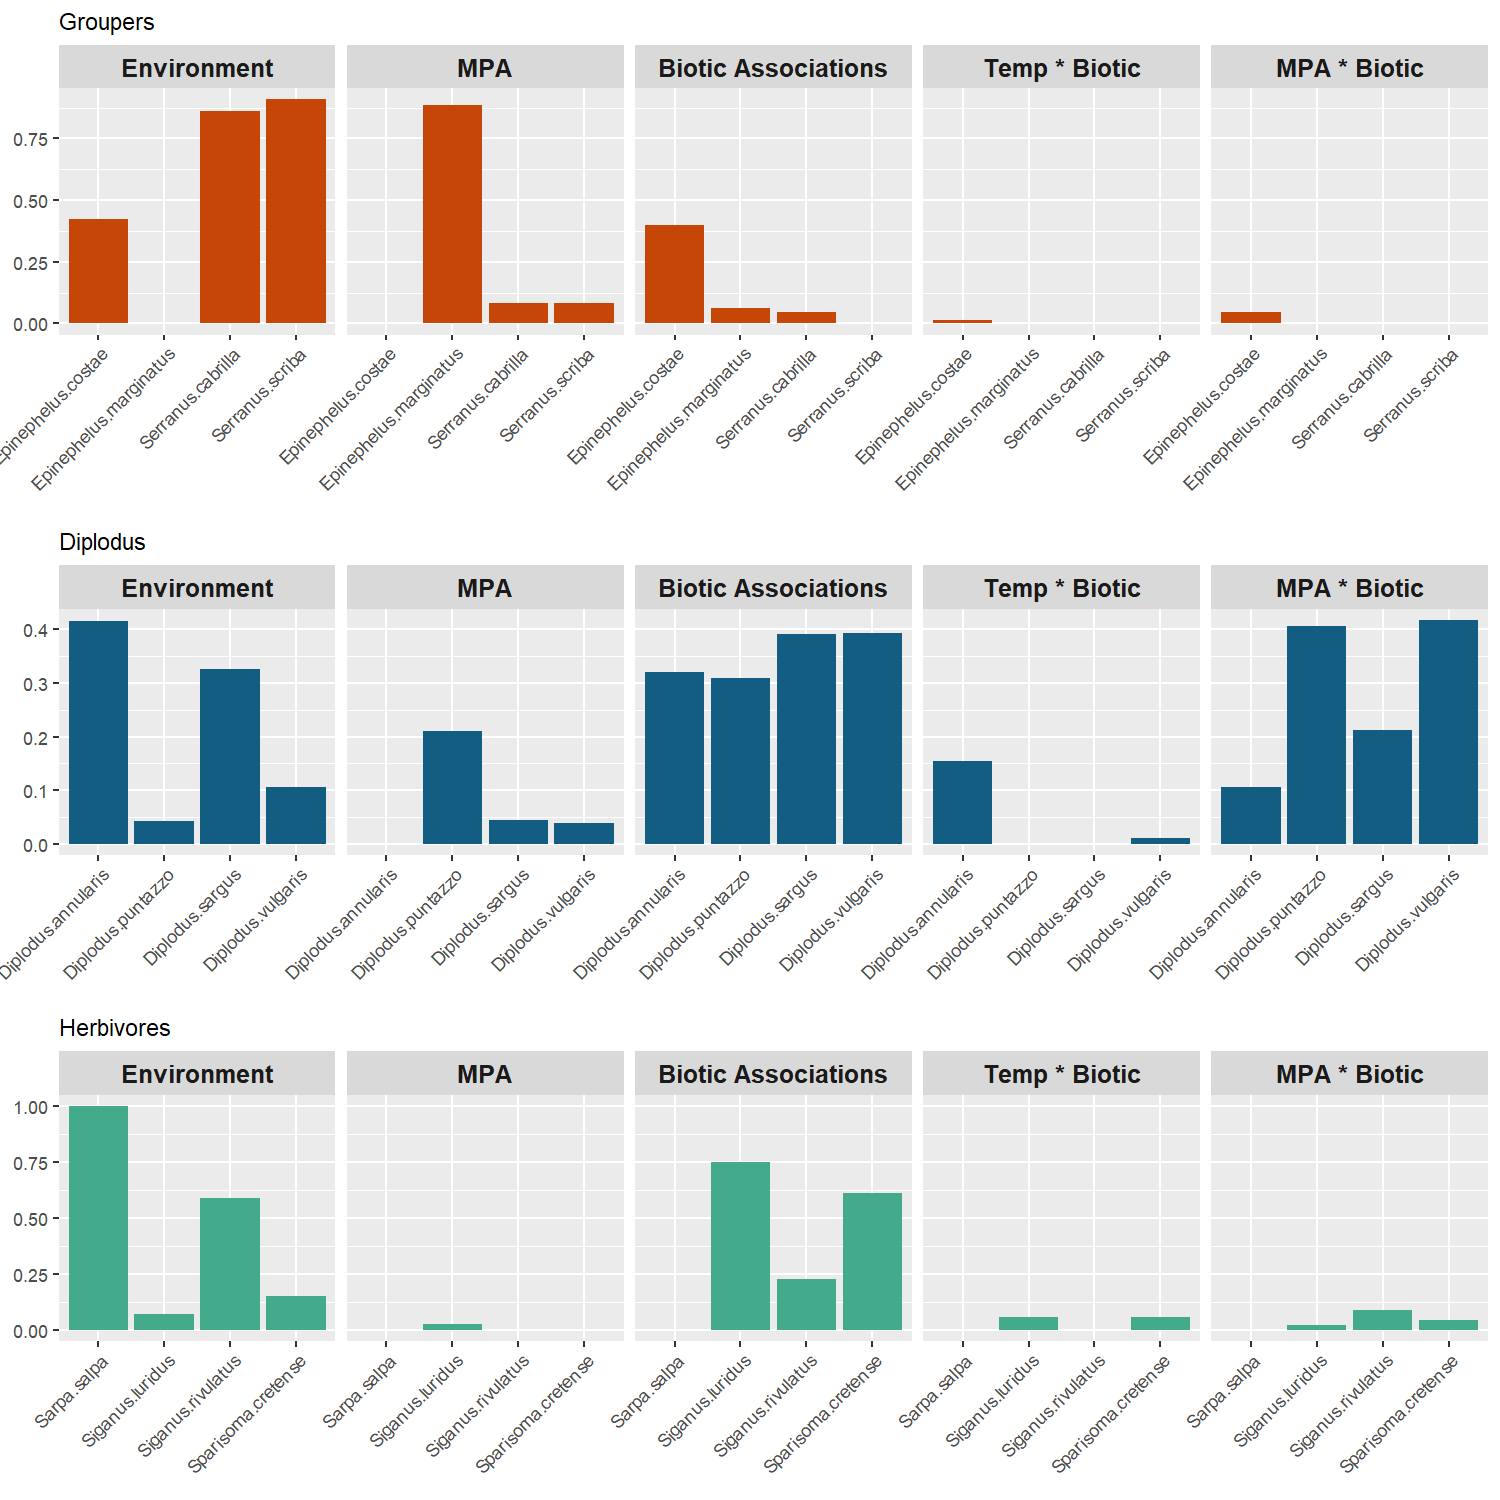 Groupers
Environment MPA Biotic Associations Temp * Biotic MPA * Biotic
0.75
0.50
0.25
0.00
Epinephelus.marginatus Serranus.cabrilla Serranus.scriba Epinephelus.costae Epinephelus.marginatus Serranus.cabrilla Serranus.scriba Epinephelus.costae Epinephelus.marginatus Serranus.cabrilla Serranus.scriba Epinephelus.costae Epinephelus.marginatus Serranus.cabrilla Serranus.scriba Epinephelus.costae Epinephelus.marginatus Serranus.cabrilla Serranus.scriba
Diplodus
Environment MPA Biotic Associations Temp * Biotic MPA * Biotic
0.4
0.3
0.2
0.1
0.0
Diplodus.annularis Diplodus.puntazzo Diplodus.sargus Diplodus.vulgaris Diplodus.annularis Diplodus.puntazzo Diplodus.sargus Diplodus.vulgaris Diplodus.annularis Diplodus.puntazzo Diplodus.sargus Diplodus.vulgaris Diplodus.annularis Diplodus.puntazzo Diplodus.sargus Diplodus.vulgaris Diplodus.annularis Diplodus.puntazzo Diplodus.sargus Diplodus.vulgaris
Herbivores
Environment MPA Biotic Associations Temp * Biotic MPA * Biotic
1.00
0.75
0.50
0.25
0.00
Sarpa.salpa Siganus.luridus Siganus.rivulatus Sparisoma.cretense Sarpa.salpa Siganus.luridus Siganus.rivulatus Sparisoma.cretense Sarpa.salpa Siganus.luridus Siganus.rivulatus Sparisoma.cretense Sarpa.salpa Siganus.luridus Siganus.rivulatus Sparisoma.cretense Sarpa.salpa Siganus.luridus Siganus.rivulatus Sparisoma.cretense